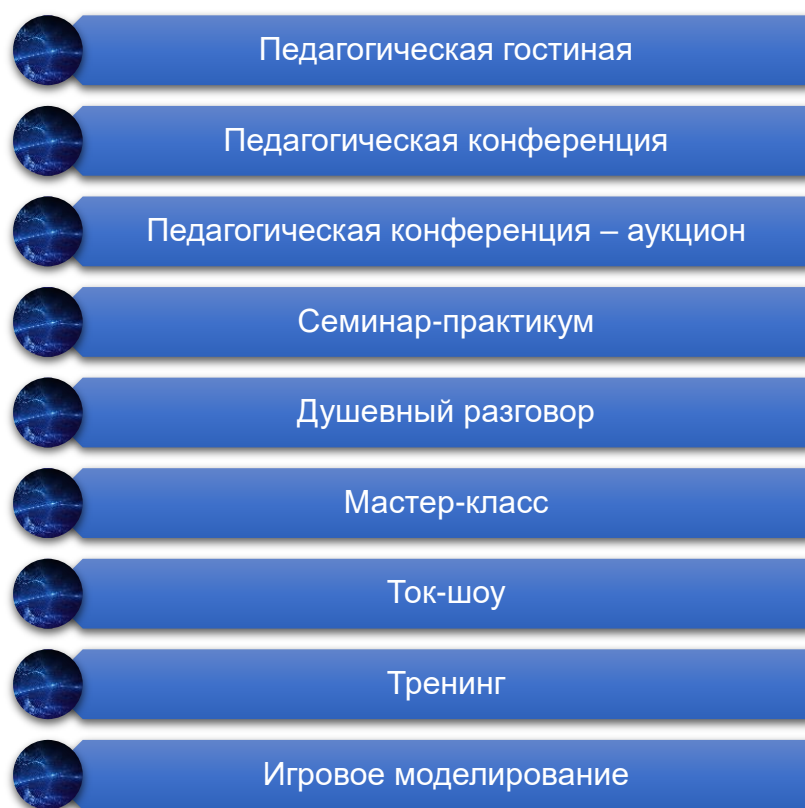 Педагогическая гостиная
Педагогическая конференция
Педагогическая конференция – аукцион
Семинар-практикум
Душевный разговор
Мастер-класс
Ток-шоу
Тренинг
Игровое моделирование